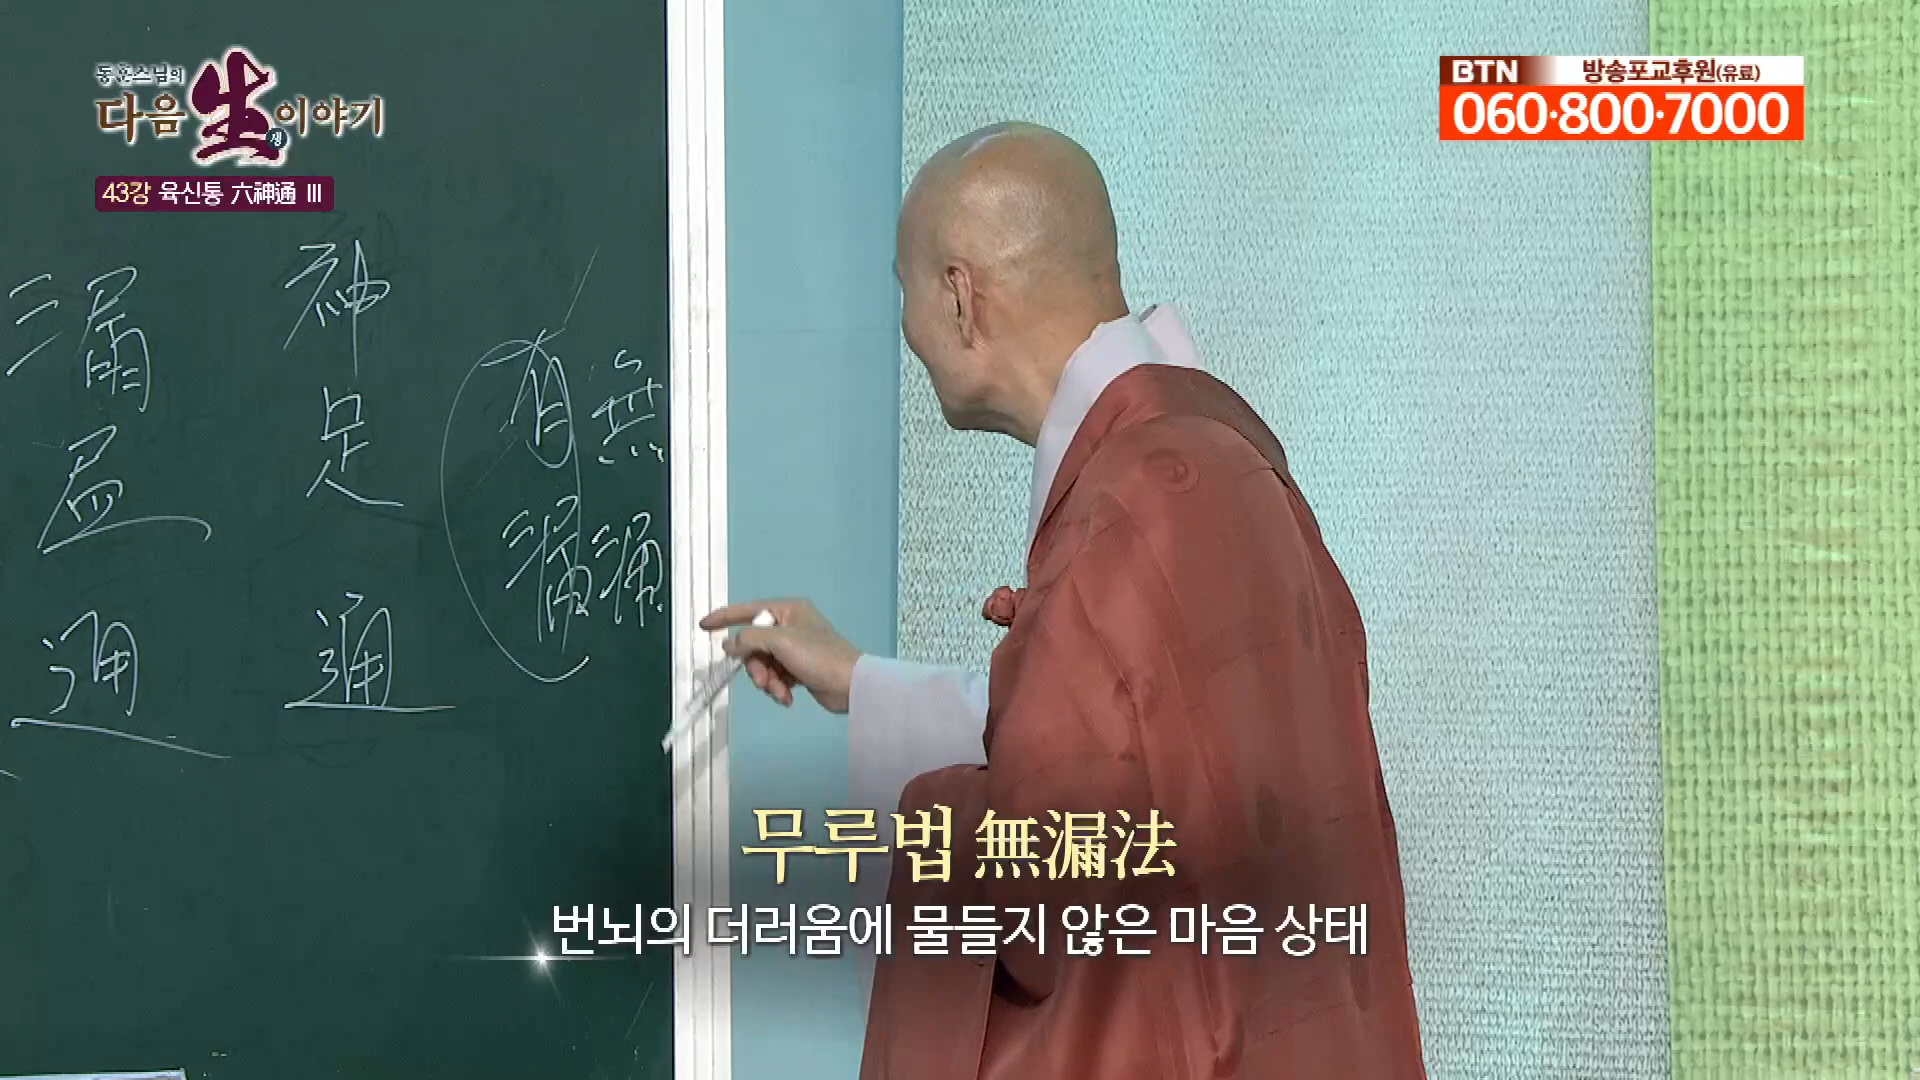 동훈스님의
다음 生 이야기
생
43강 육신통 六神通 Ⅲ
BTN 방송포교후원(유료)
060·800·7000
漏盡通
神足通
有漏
無漏
무루법 無漏法
번뇌의 더러움에 물들지 않은 마음 상태